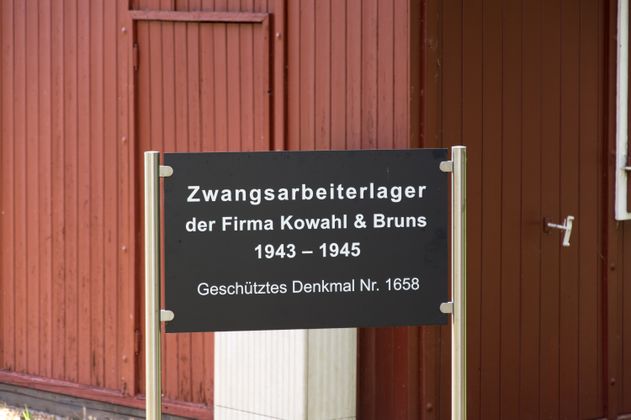 Zwangsarbeiterlager
der Firma Kowahl & Bruns
1943 – 1945
Geschütztes Denkmal Nr. 1658